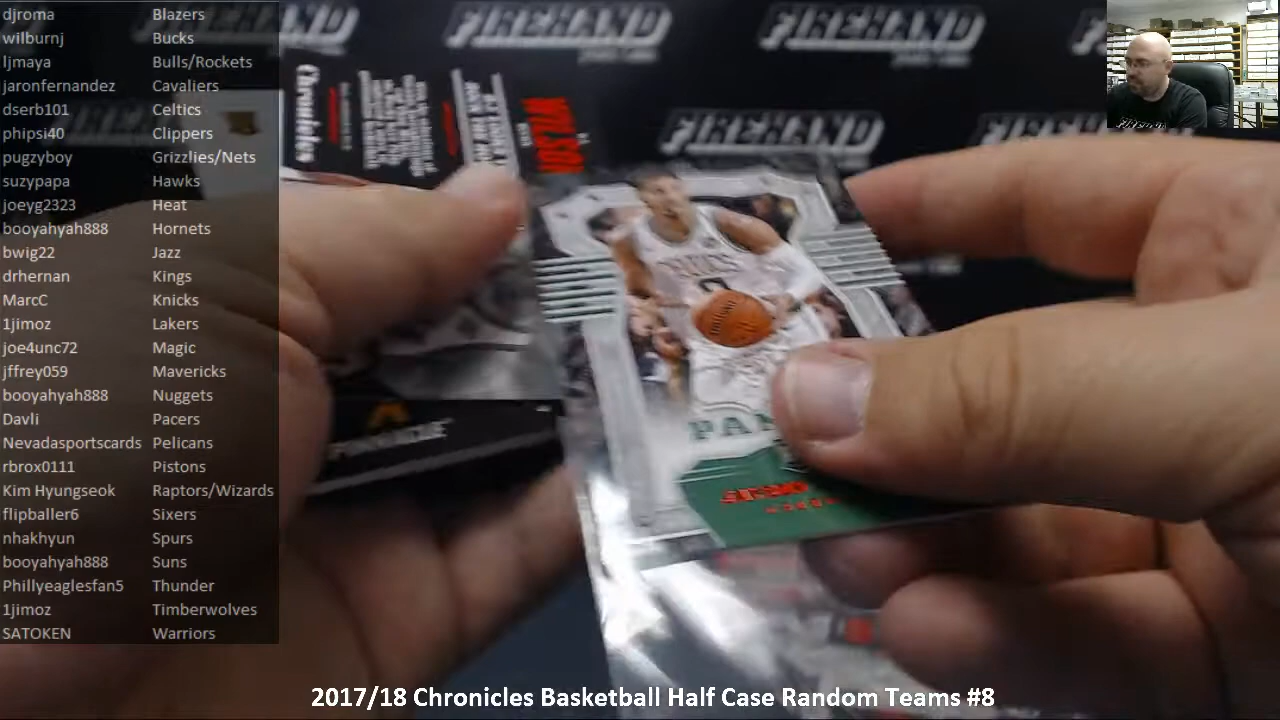 djroma Blazers
wilburnj Bucks
ljmaya Bulls/Rockets
jaronfernandez Cavaliers
dserb101 Celtics
phipsi40 Clippers
pugzyboy Grizzlies/Nets
suzypapa Hawks
joeyg2323 Heat
booyahyah888 Hornets
bwig22 Jazz
drhernan Kings
MarcC Knicks
1jimoz Lakers
joe4unc72 Magic
jffrey059 Mavericks
booyahyah888 Nuggets
Davli Pacers
Nevadasportscards Pelicans
rbrox0111 Pistons
Kim Hyungseok Raptors/Wizards
flipballer6 Sixers
nhakhyun Spurs
booyahyah888 Suns
Phillyeaglesfan5 Thunder
1jimoz Timberwolves
SATOKEN Warriors
FIREHAND
FIREHAND
FIREHAND
Chronicles
WILSON
PINNACLE
2017/18 Chronicles Basketball Half Case Random Teams #8